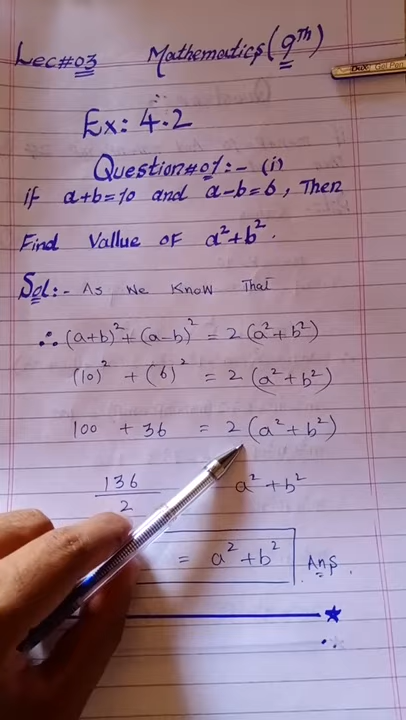 Lec#03 Mathematics (9th)
Ex: 4.2
Question#01:- (i)
if a+b=10 and a-b=6, Then
Find Value of a²+b².
Sol:- As We Know That
∴ (a+b)² + (a-b)² = 2(a²+b²)
(10)² + (6)² = 2(a²+b²)
100 + 36 = 2(a²+b²)
136/2 a²+b²
= a²+b² Ans.